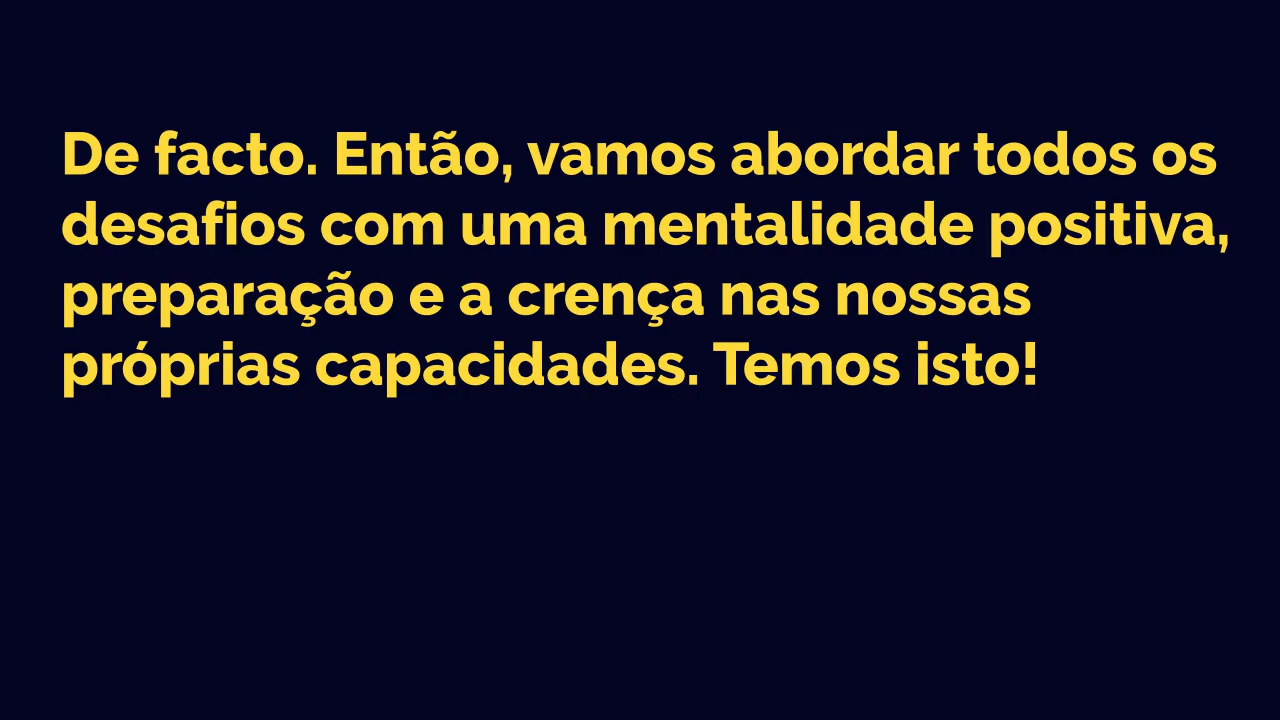 De facto. Então, vamos abordar todos os
desafios com uma mentalidade positiva,
preparação e a crença nas nossas
próprias capacidades. Temos isto!